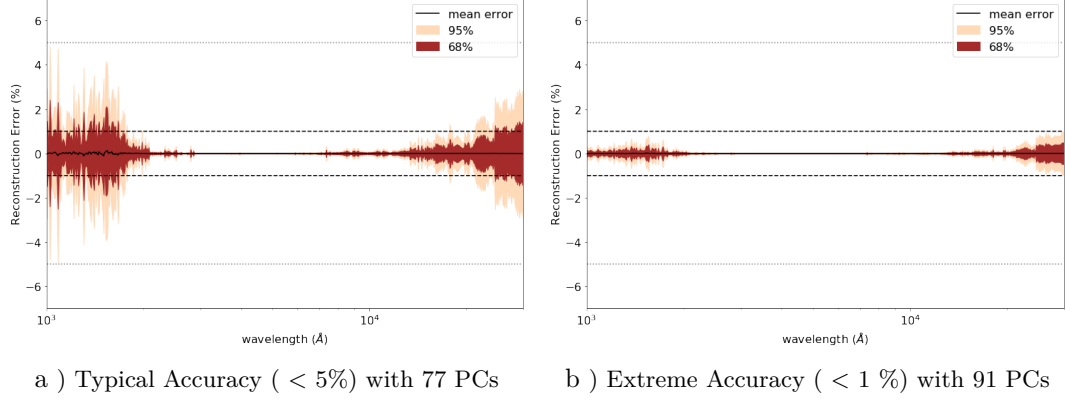 mean error
95%
68%
6
4
2
0
−2
−4
−6
Reconstruction Error (%)
10³
10⁴
wavelength (Å)
a ) Typical Accuracy ( < 5%) with 77 PCs
mean error
95%
68%
6
4
2
0
−2
−4
−6
Reconstruction Error (%)
10³
10⁴
wavelength (Å)
b ) Extreme Accuracy ( < 1 %) with 91 PCs